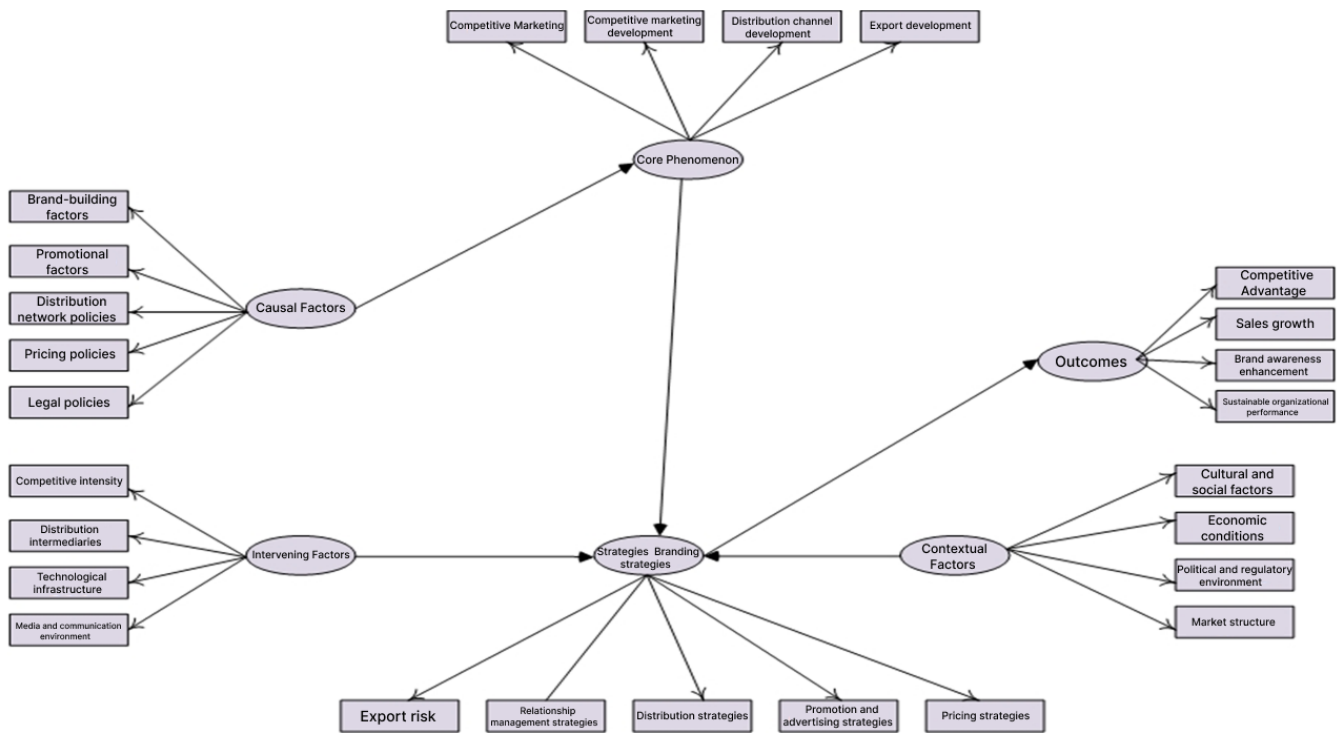 Competitive Marketing
Competitive marketing
development
Distribution channel
development
Export development
Core Phenomenon
Brand-building
factors
Promotional
factors
Distribution
network policies
Pricing policies
Legal policies
Causal Factors
Competitive
Advantage
Sales growth
Brand awareness
enhancement
Sustainable organizational
performance
Outcomes
Competitive intensity
Distribution
intermediaries
Technological
infrastructure
Media and communication
environment
Intervening Factors
Strategies Branding
strategies
Contextual
Factors
Cultural and
social factors
Economic
conditions
Political and regulatory
environment
Market structure
Export risk
Relationship
management strategies
Distribution strategies
Promotion and
advertising strategies
Pricing strategies